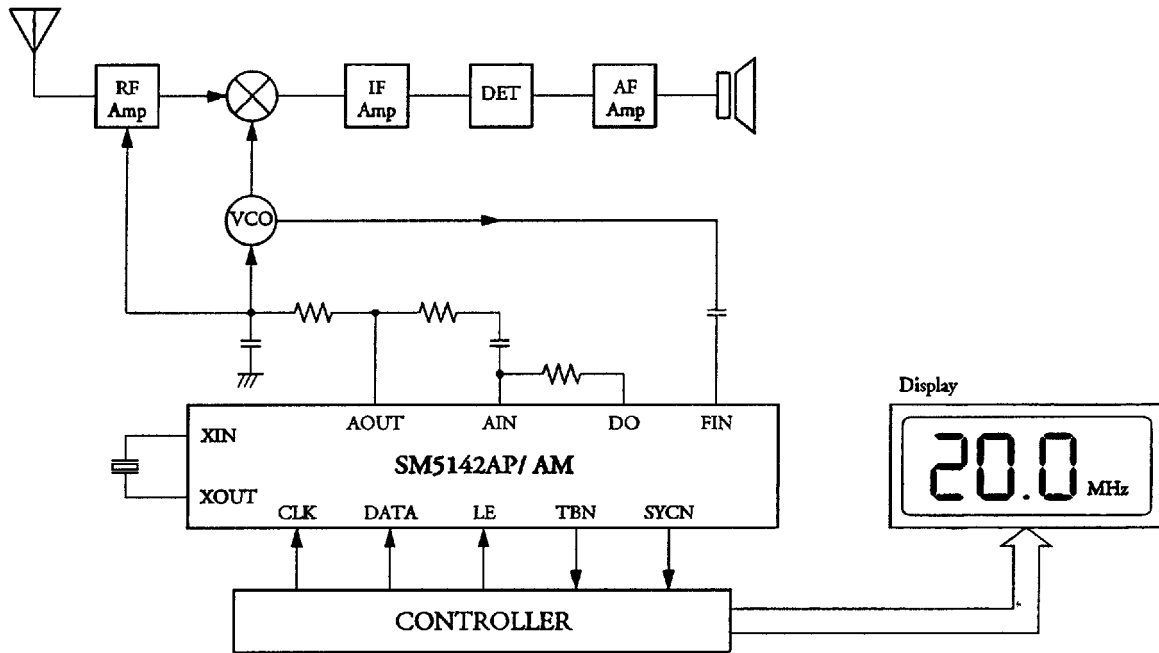 RF
Amp
IF
Amp
DET
AF
Amp
VCO
AOUT
AIN
DO
FIN
XIN
XOUT
SM5142AP/ AM
CLK
DATA
LE
TBN
SYCN
CONTROLLER
Display
20.0 MHz